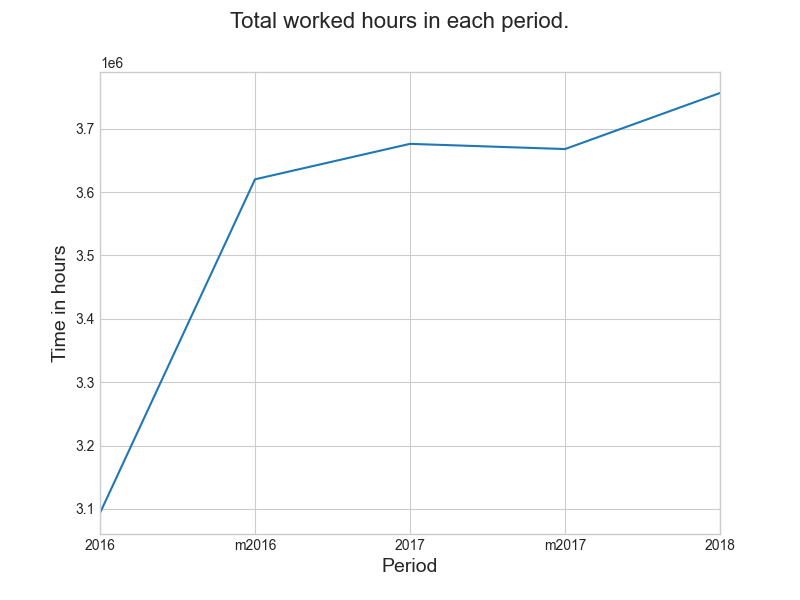 Total worked hours in each period.
1e6
3.7
3.6
3.5
3.4
3.3
3.2
3.1
Time in hours
2016 m2016 2017 m2017 2018
Period